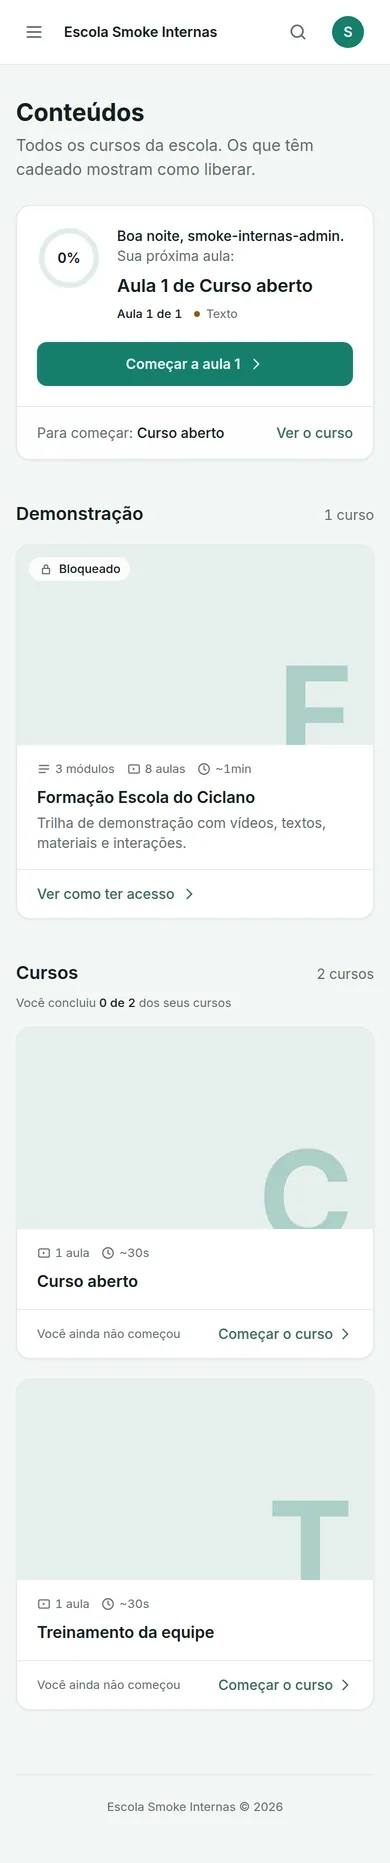 Escola Smoke Internas
S
Conteúdos
Todos os cursos da escola. Os que têm
cadeado mostram como liberar.
0%
Boa noite, smoke-internas-admin.
Sua próxima aula:
Aula 1 de Curso aberto
Aula 1 de 1 • Texto
Começar a aula 1
Para começar: Curso aberto
Ver o curso
Demonstração
1 curso
Bloqueado
F
3 módulos
8 aulas
~1min
Formação Escola do Ciclano
Trilha de demonstração com vídeos, textos,
materiais e interações.
Ver como ter acesso
Cursos
2 cursos
Você concluiu 0 de 2 dos seus cursos
C
1 aula
~30s
Curso aberto
Você ainda não começou
Começar o curso
T
1 aula
~30s
Treinamento da equipe
Você ainda não começou
Começar o curso
Escola Smoke Internas © 2026